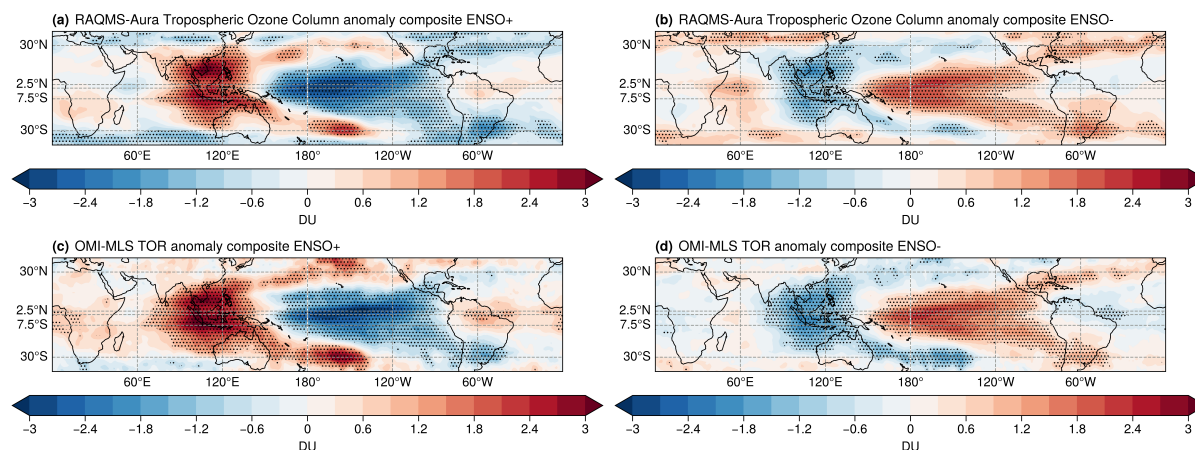 (a) RAQMS-Aura Tropospheric Ozone Column anomaly composite ENSO+
30°N
2.5°N
7.5°S
30°S
60°E 120°E 180° 120°W 60°W
−3 −2.4 −1.8 −1.2 −0.6 0 0.6 1.2 1.8 2.4 3
DU
(b) RAQMS-Aura Tropospheric Ozone Column anomaly composite ENSO-
30°N
2.5°N
7.5°S
30°S
60°E 120°E 180° 120°W 60°W
−3 −2.4 −1.8 −1.2 −0.6 0 0.6 1.2 1.8 2.4 3
DU
(c) OMI-MLS TOR anomaly composite ENSO+
30°N
2.5°N
7.5°S
30°S
60°E 120°E 180° 120°W 60°W
−3 −2.4 −1.8 −1.2 −0.6 0 0.6 1.2 1.8 2.4 3
DU
(d) OMI-MLS TOR anomaly composite ENSO-
30°N
2.5°N
7.5°S
30°S
60°E 120°E 180° 120°W 60°W
−3 −2.4 −1.8 −1.2 −0.6 0 0.6 1.2 1.8 2.4 3
DU